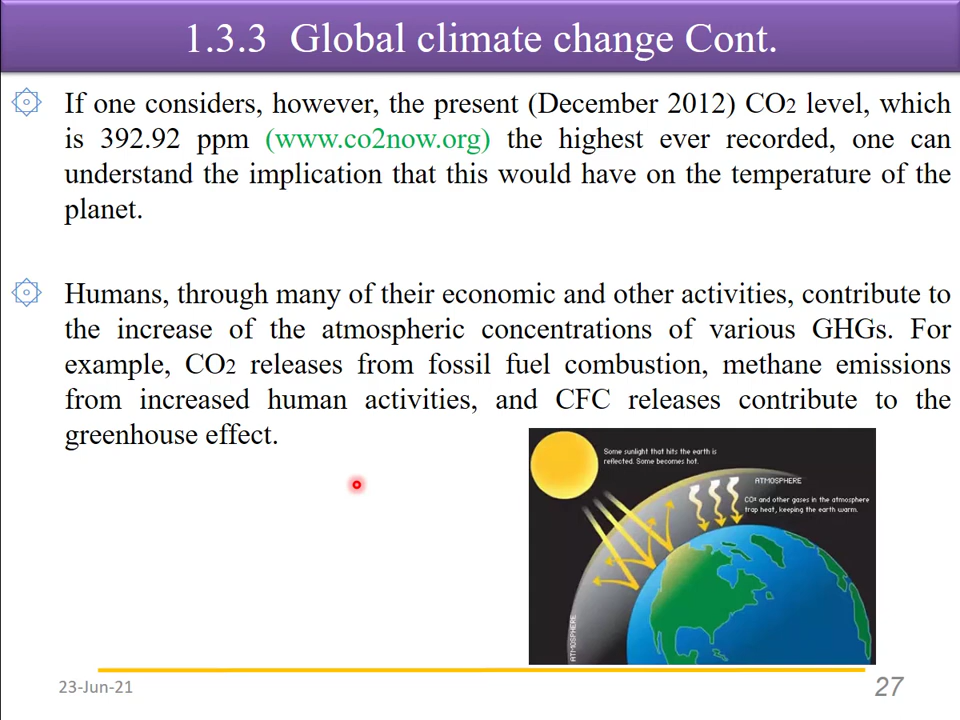 1.3.3 Global climate change Cont.
If one considers, however, the present (December 2012) CO2 level, which
is 392.92 ppm (www.co2now.org) the highest ever recorded, one can
understand the implication that this would have on the temperature of the
planet.
Humans, through many of their economic and other activities, contribute to
the increase of the atmospheric concentrations of various GHGs. For
example, CO2 releases from fossil fuel combustion, methane emissions
from increased human activities, and CFC releases contribute to the
greenhouse effect.
Some sunlight that hits the earth is
reflected. Some becomes hot.
ATMOSPHERE
CO² and other gases in the atmosphere
trap heat, keeping the earth warm.
ATMOSPHERE
23-Jun-21
27